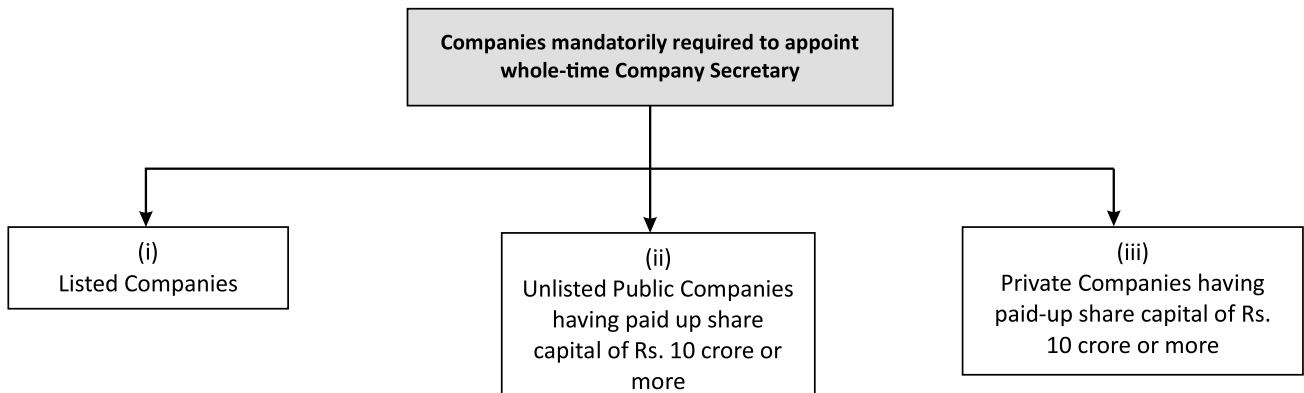 Companies mandatorily required to appoint
whole-time Company Secretary
(i)
Listed Companies
(ii)
Unlisted Public Companies
having paid up share
capital of Rs. 10 crore or
more
(iii)
Private Companies having
paid-up share capital of Rs.
10 crore or more